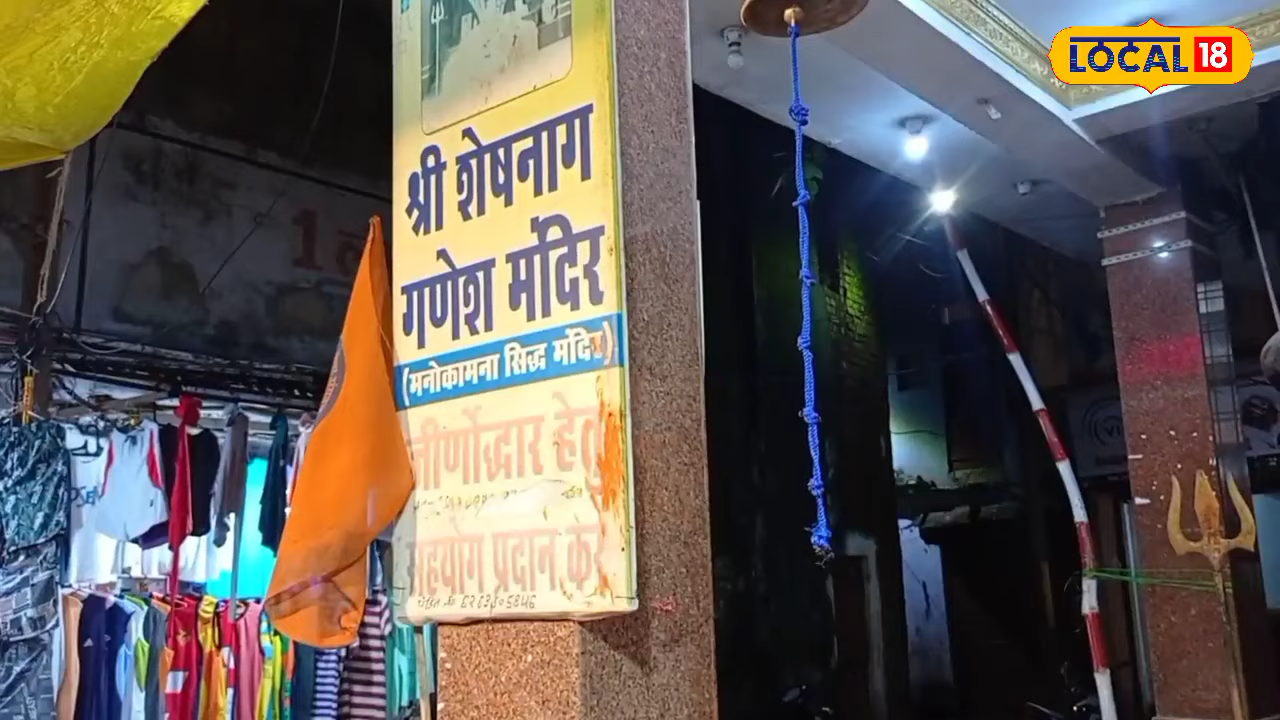 LOCAL 18
श्री शेषनाग
गणेश मंदिर
(मनोकामना सिद्ध मंदिर)
जीर्णोद्धार हेतु
सहयोग प्रदान करें